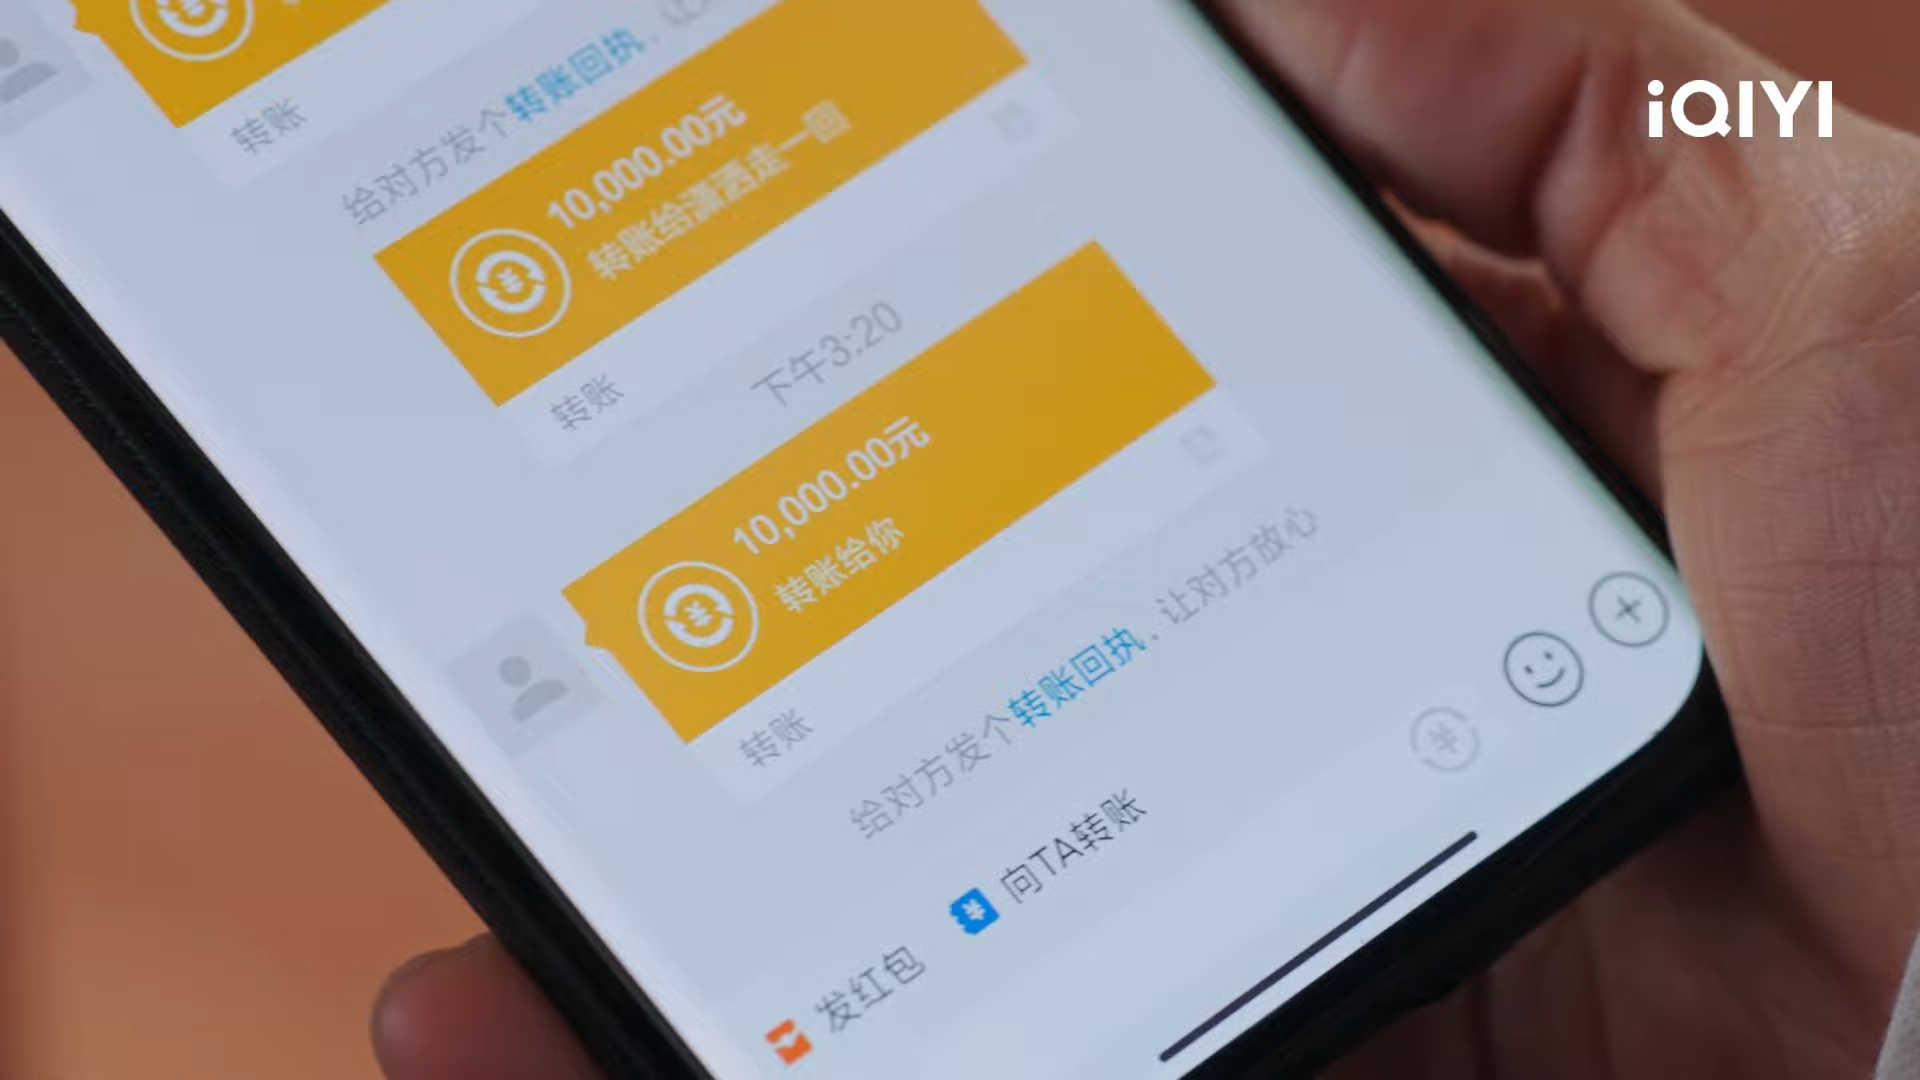 iQIYI
转账
给对方发个转账回执，让
10,000.00元
转账给潇洒走一回
转账
下午3:20
10,000.00元
转账给你
转账
给对方发个转账回执，让对方放心
发红包
向TA转账